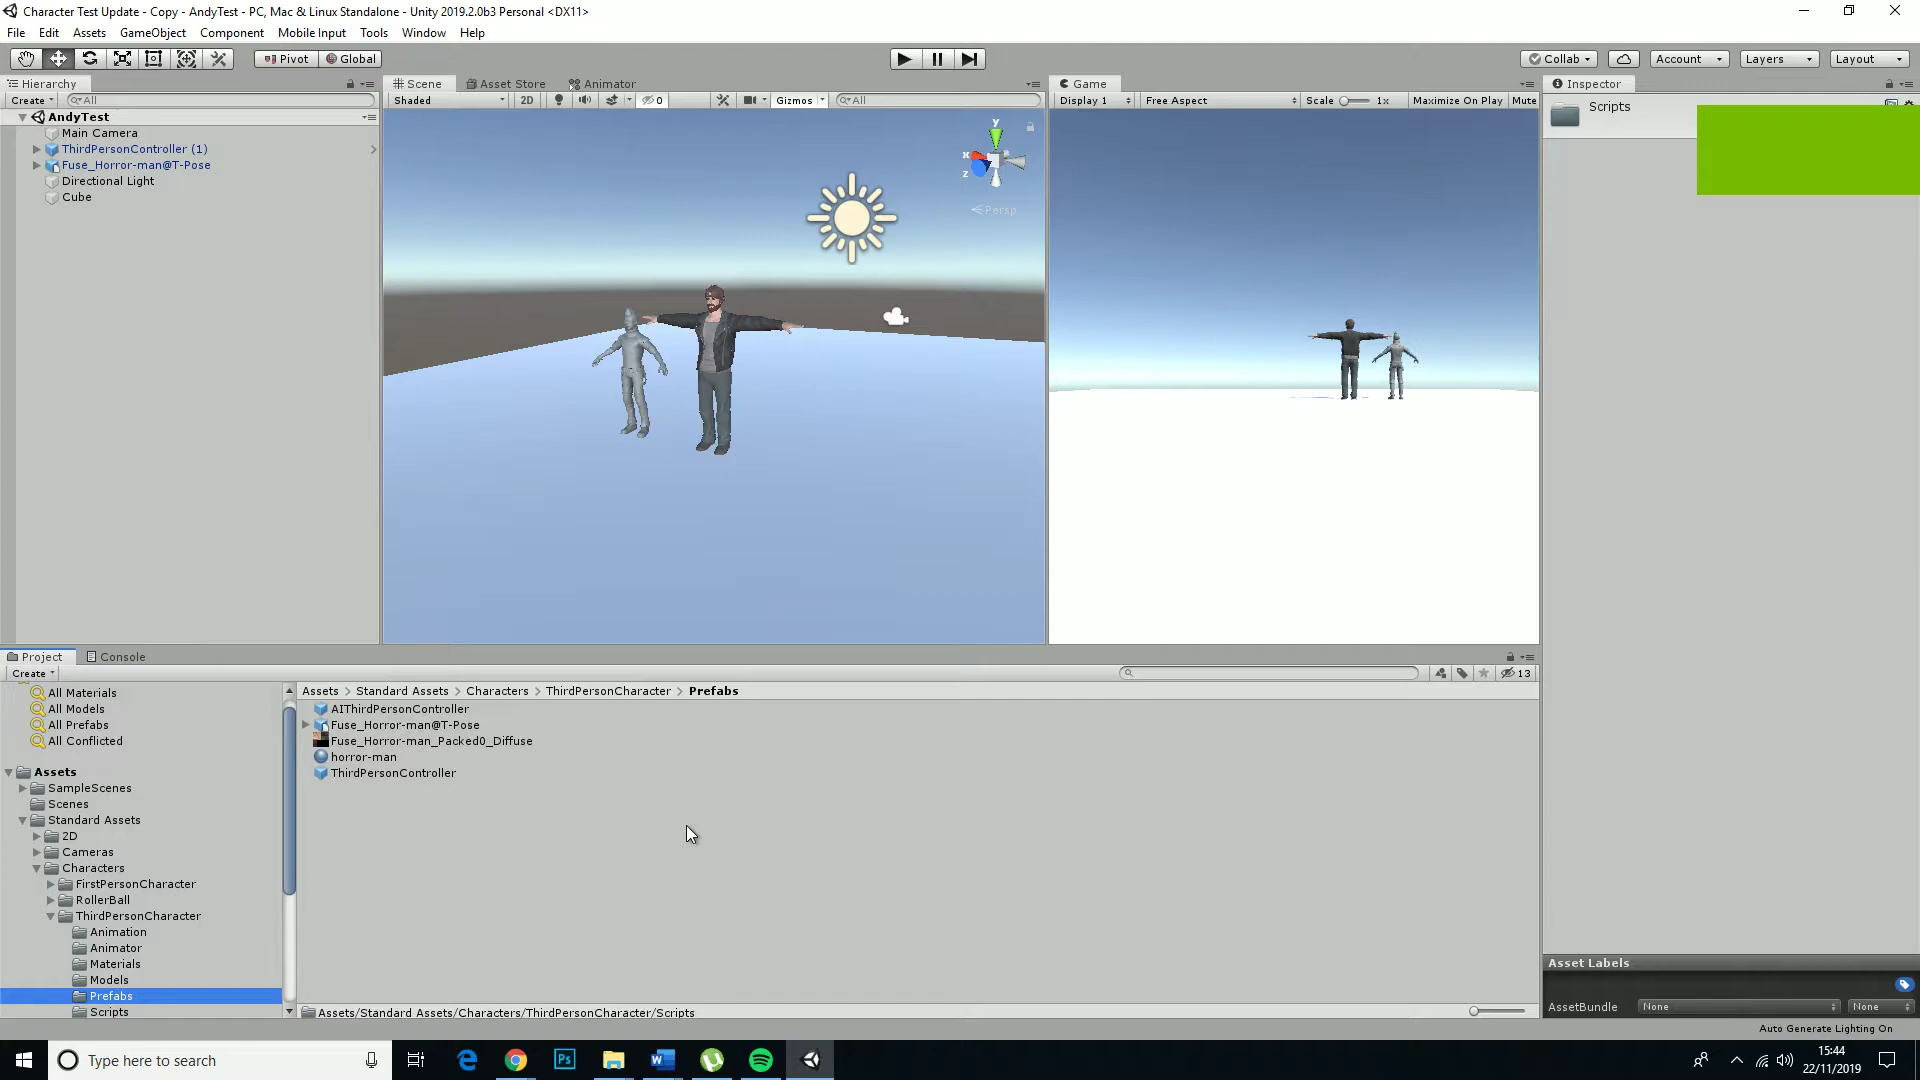 Character Test Update - Copy - AndyTest - PC, Mac & Linux Standalone - Unity 2019.2.0b3 Personal <DX11>
File Edit Assets GameObject Component Mobile Input Tools Window Help
Pivot Global Collab Account Layers Layout
Hierarchy
Create All
AndyTest
Main Camera
ThirdPersonController (1)
Fuse_Horror-man@T-Pose
Directional Light
Cube
Scene Asset Store Animator
Shaded 2D 0 Gizmos All
y
x
z
Persp
Game
Display 1 Free Aspect Scale 1x Maximize On Play Mute
Inspector
Scripts
Project Console
Create
13
All Materials
All Models
All Prefabs
All Conflicted
Assets
SampleScenes
Scenes
Standard Assets
2D
Cameras
Characters
FirstPersonCharacter
RollerBall
ThirdPersonCharacter
Animation
Animator
Materials
Models
Prefabs
Scripts
Assets > Standard Assets > Characters > ThirdPersonCharacter > Prefabs
AIThirdPersonController
Fuse_Horror-man@T-Pose
Fuse_Horror-man_Packed0_Diffuse
horror-man
ThirdPersonController
Assets/Standard Assets/Characters/ThirdPersonCharacter/Scripts
Asset Labels
AssetBundle None None
Auto Generate Lighting On
Type here to search
Ps
15:44
22/11/2019